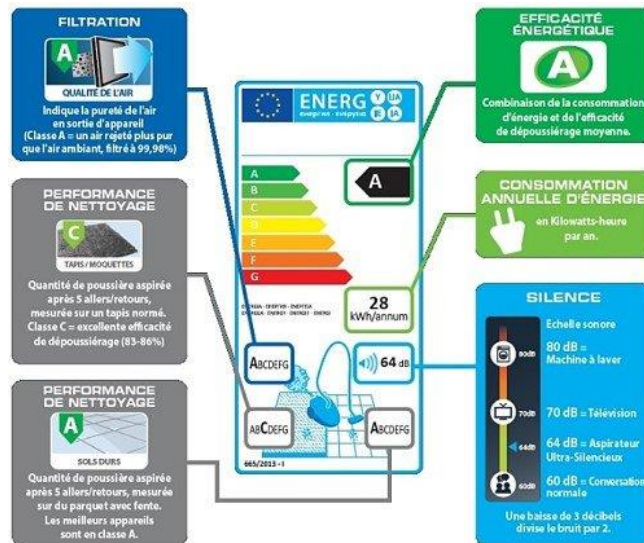 FILTRATION
A
QUALITÉ DE L'AIR
Indique la pureté de l'air
en sortie d'appareil
(Classe A = un air rejeté plus pur
que l'air ambiant, filtré à 99,98%)
PERFORMANCE
DE NETTOYAGE
C
TAPIS / MOQUETTES
Quantité de poussière aspirée
après 5 allers/retours,
mesurée sur un tapis normé.
Classe C = excellente efficacité
de dépoussiérage (83-86%)
PERFORMANCE
DE NETTOYAGE
A
SOLS DURS
Quantité de poussière aspirée
après 5 allers/retours, mesurée
sur du parquet avec fente.
Les meilleurs appareils
sont en classe A.
ENERG
Y IJA
IE IA
A
B
C
D
E
F
G
A
28
kWh/annum
ABCDEFG
64 dB
ABCDEFG
ABCDEFG
665/2013 - I
EFFICACITÉ
ÉNERGÉTIQUE
A
Combinaison de la consommation
d'énergie et de l'efficacité
de dépoussiérage moyenne.
CONSOMMATION
ANNUELLE D'ÉNERGIE
en Kilowatts-heure
par an.
SILENCE
Echelle sonore
80dB
80 dB =
Machine à laver
70dB
70 dB = Télévision
64dB
64 dB = Aspirateur
Ultra-Silencieux
60dB
60 dB = Conversation
normale
Une baisse de 3 décibels
divise le bruit par 2.